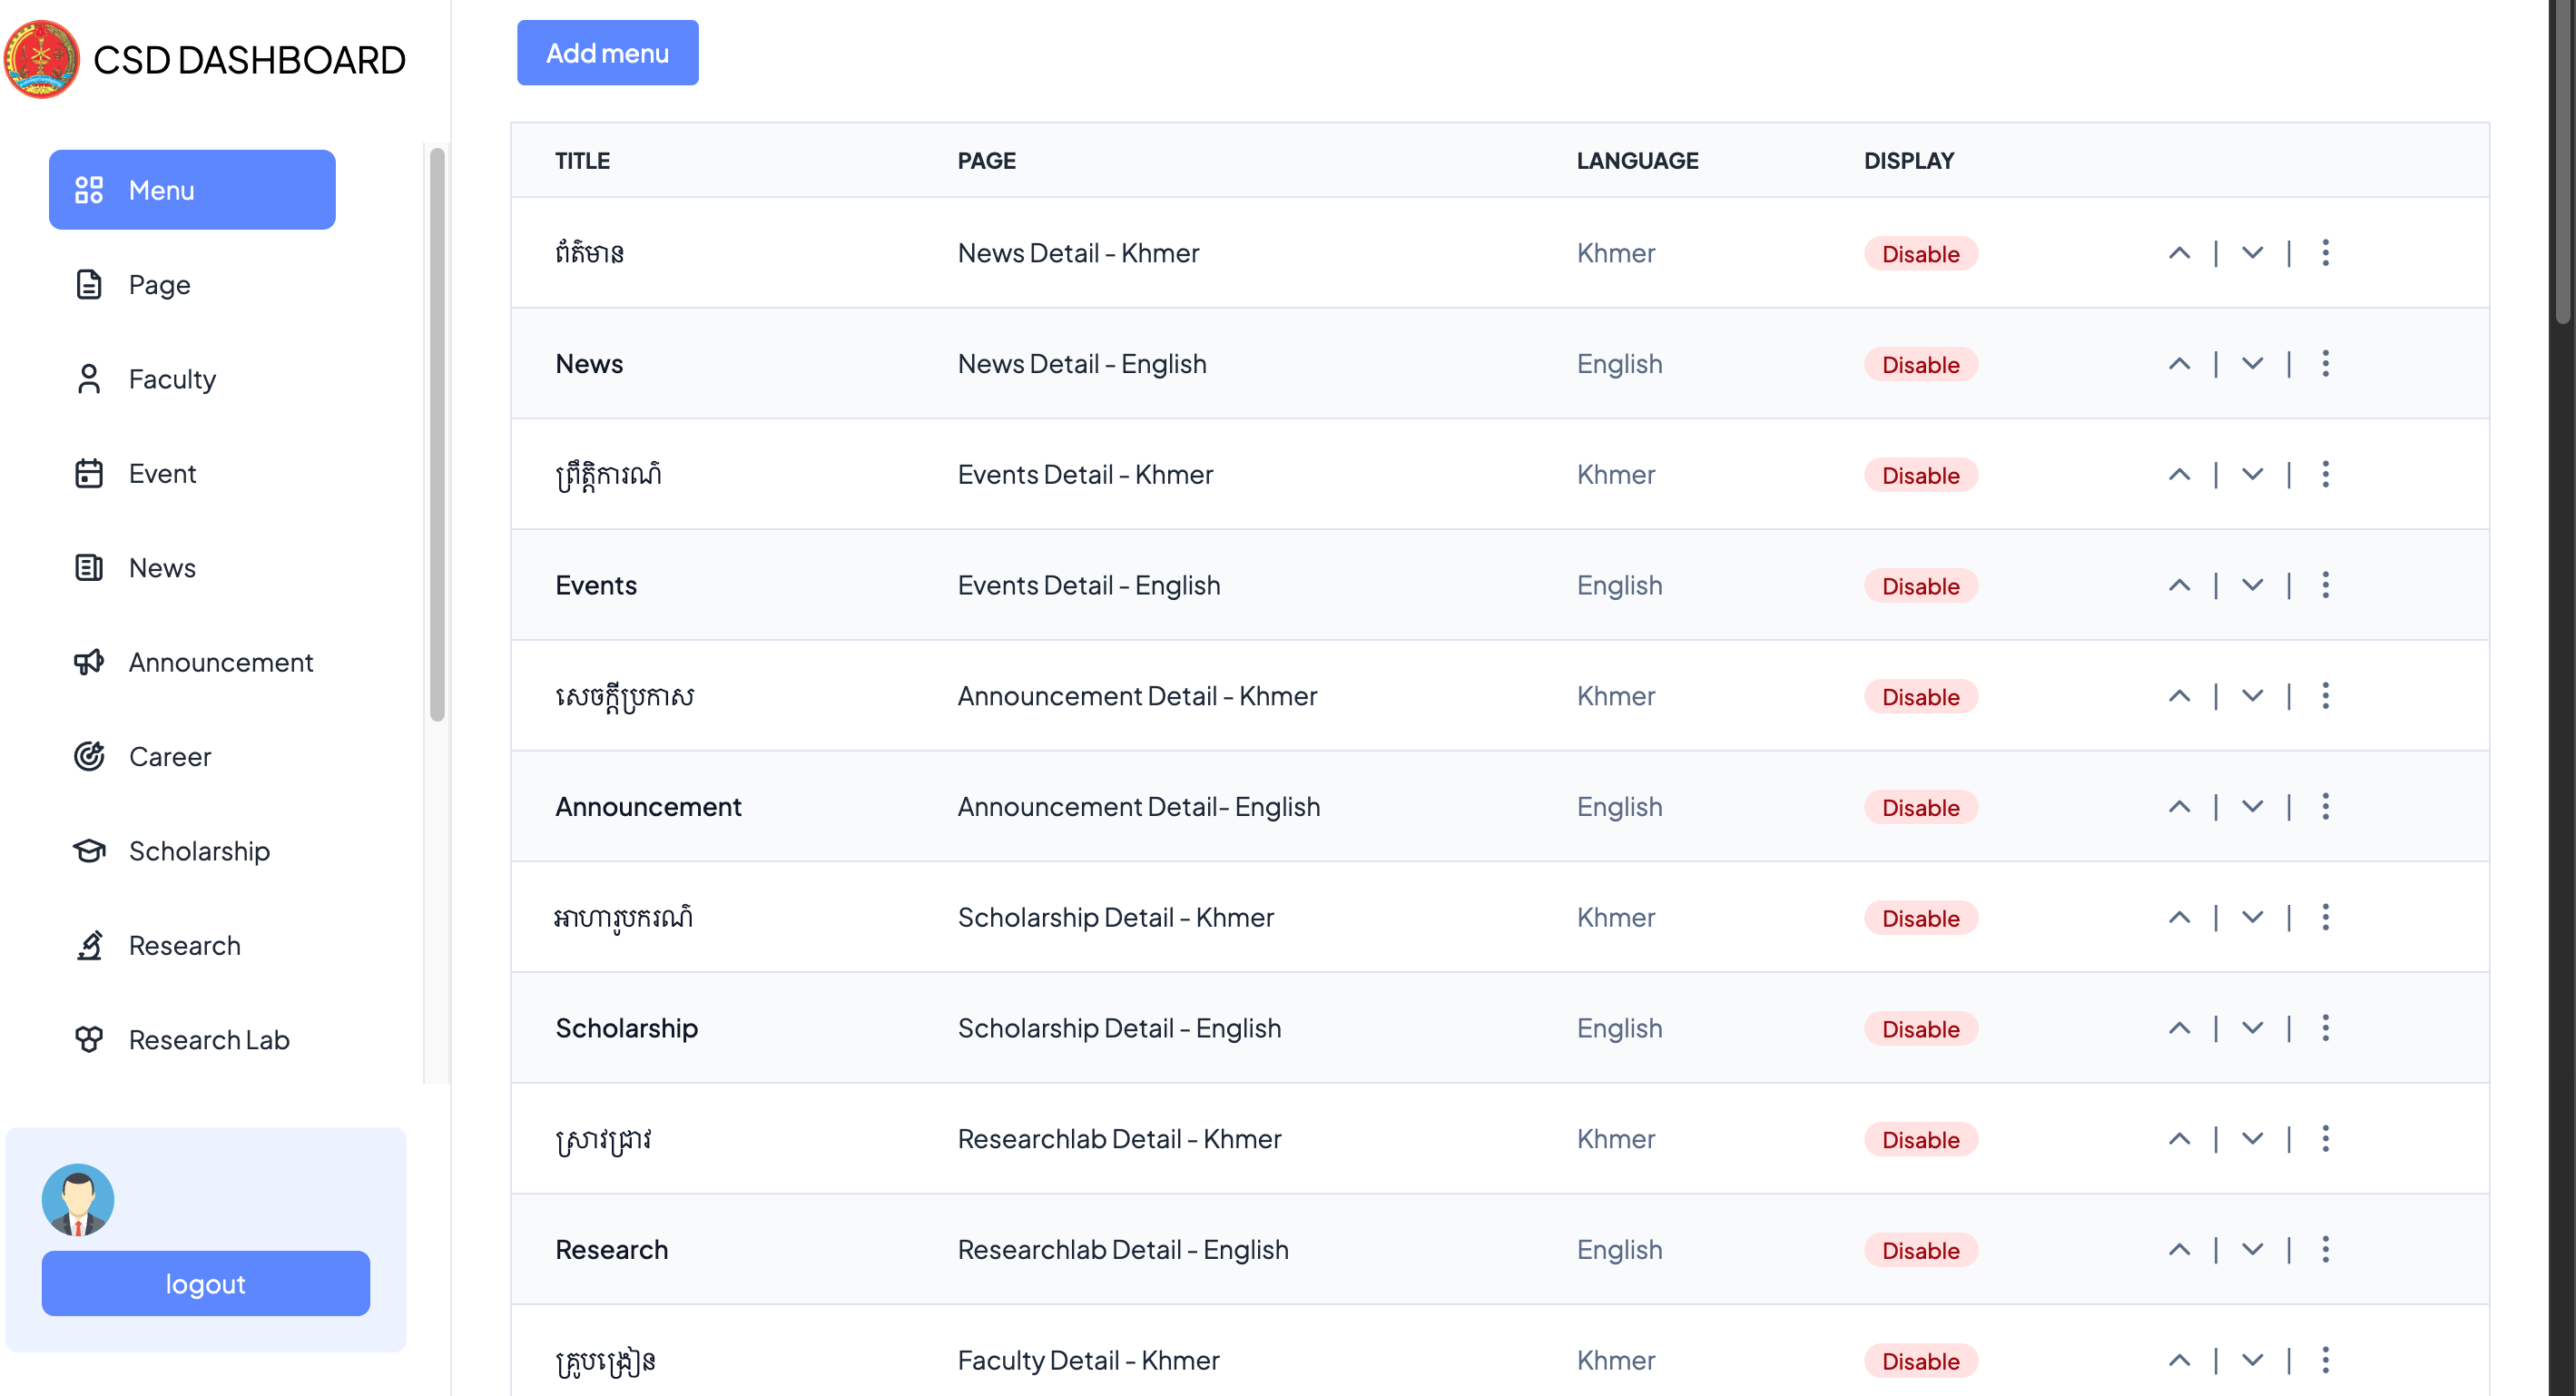 CSD DASHBOARD
Menu
Page
Faculty
Event
News
Announcement
Career
Scholarship
Research
Research Lab
logout
Add menu
TITLE PAGE LANGUAGE DISPLAY
ព័ត៌មាន News Detail - Khmer Khmer Disable
News News Detail - English English Disable
ព្រឹត្តិការណ៍ Events Detail - Khmer Khmer Disable
Events Events Detail - English English Disable
សេចក្តីប្រកាស Announcement Detail - Khmer Khmer Disable
Announcement Announcement Detail- English English Disable
អាហារូបករណ៍ Scholarship Detail - Khmer Khmer Disable
Scholarship Scholarship Detail - English English Disable
ស្រាវជ្រាវ Researchlab Detail - Khmer Khmer Disable
Research Researchlab Detail - English English Disable
គ្រូបង្រៀន Faculty Detail - Khmer Khmer Disable